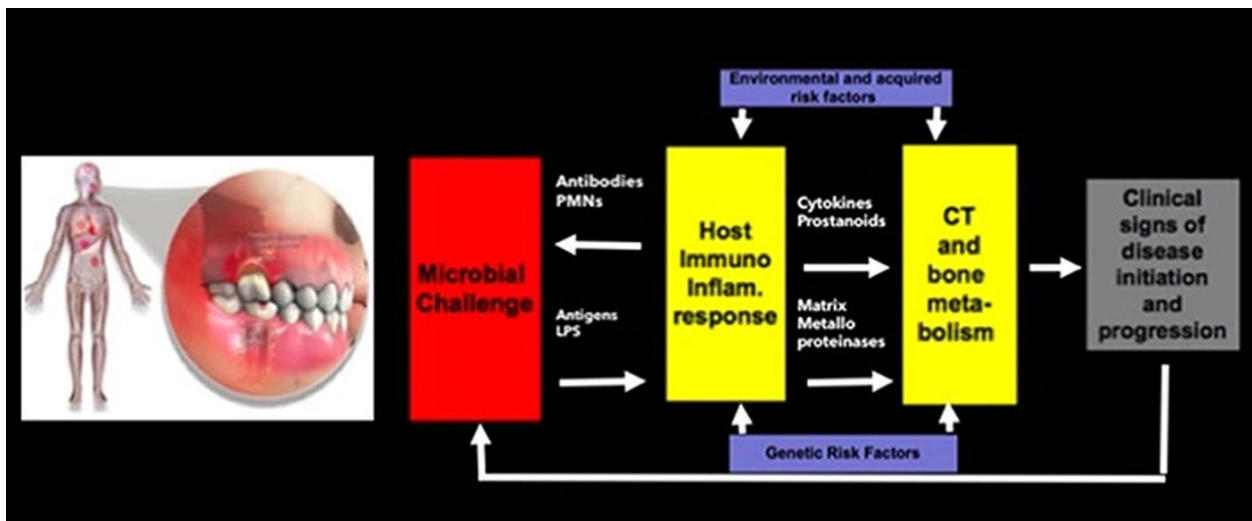 Environmental and acquired
risk factors
Microbial
Challenge
Antibodies
PMNs
Antigens
LPS
Host
Immuno
Inflam.
response
Cytokines
Prostanoids
Matrix
Metallo
proteinases
CT
and
bone
meta-
bolism
Clinical
signs of
disease
initiation
and
progression
Genetic Risk Factors